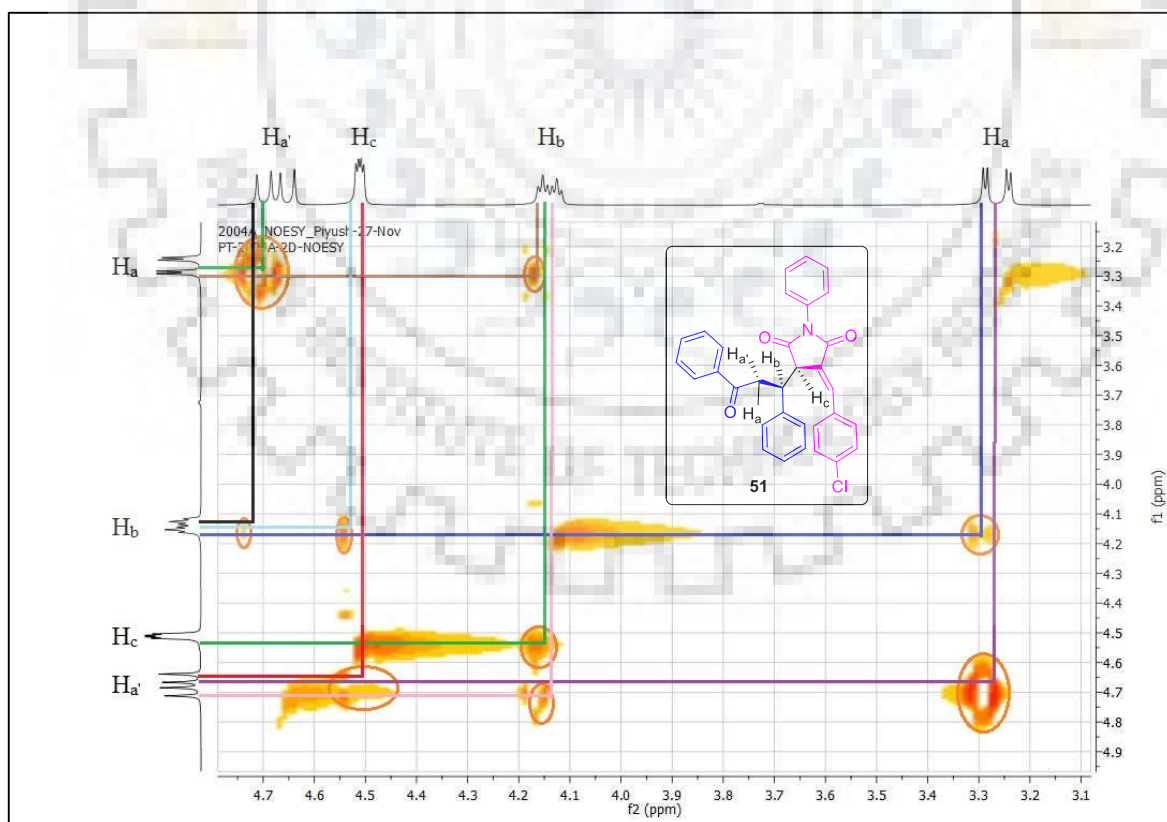 Ha' Hc Hb Ha
2004A NOESY_Piyush-27-Nov
A-2D-NOESY
Ha
Hb
Hc
Ha'
N
O O
Ha' Hb
Hc
O Ha
Cl
51
3.2
3.3
3.4
3.5
3.6
3.7
3.8
3.9
4.0
4.1
4.2
4.3
4.4
4.5
4.6
4.7
4.8
4.9
f1 (ppm)
4.7 4.6 4.5 4.4 4.3 4.2 4.1 4.0 3.9 3.8 3.7 3.6 3.5 3.4 3.3 3.2 3.1
f2 (ppm)